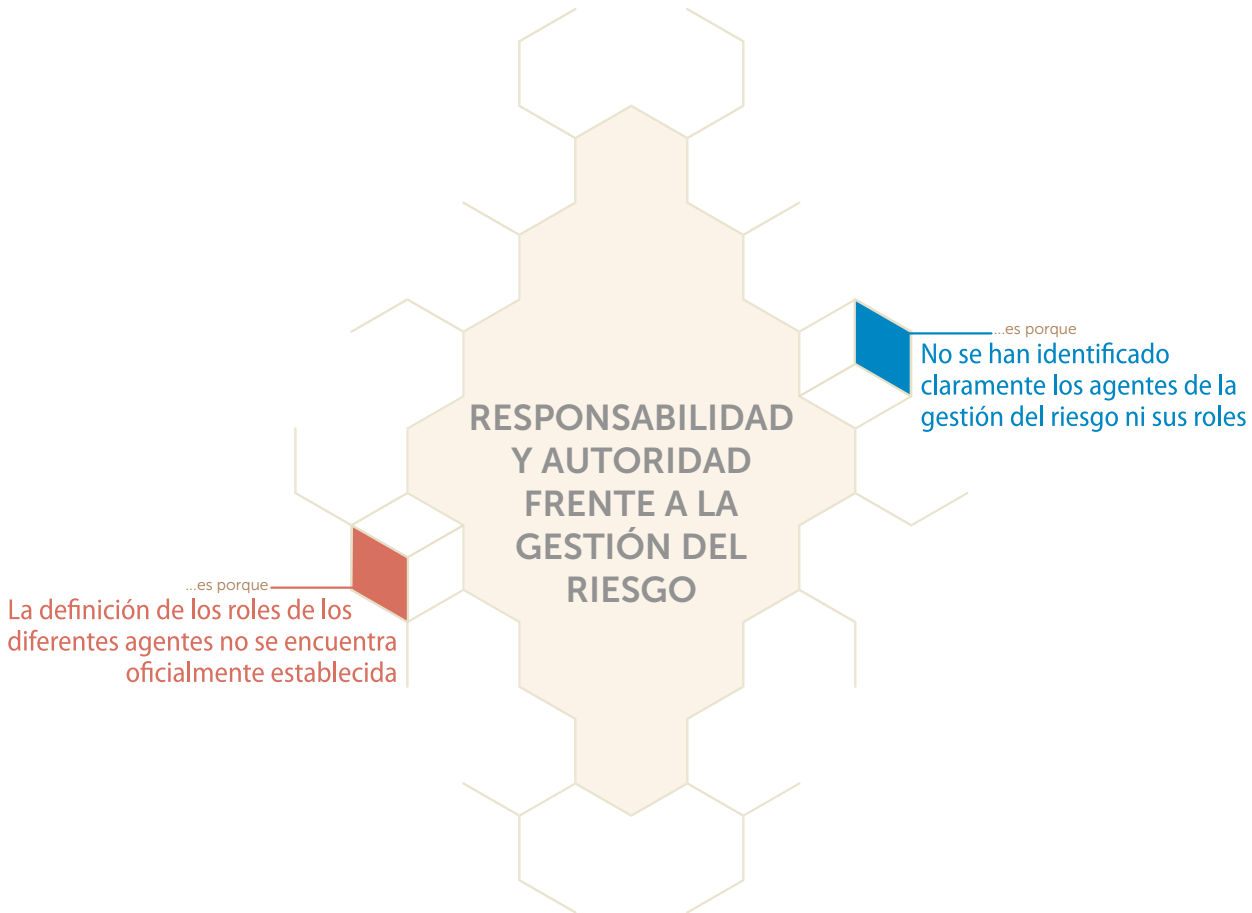 ...es porque
No se han identificado
claramente los agentes de la
gestión del riesgo ni sus roles
RESPONSABILIDAD
Y AUTORIDAD
FRENTE A LA
GESTIÓN DEL
RIESGO
...es porque
La definición de los roles de los
diferentes agentes no se encuentra
oficialmente establecida